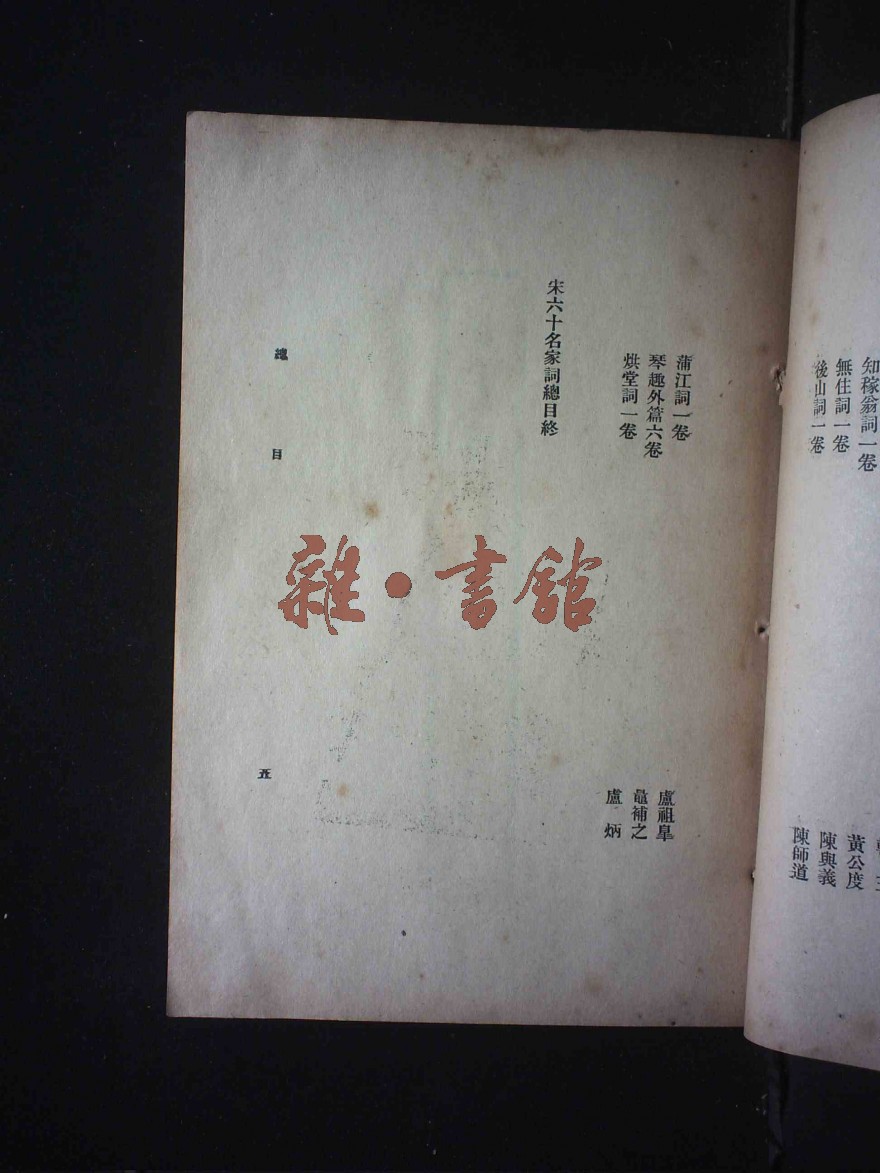 知稼翁詞一卷
黃公度
無住詞一卷
陳與義
後山詞一卷
陳師道
蒲江詞一卷
盧祖臯
琴趣外篇六卷
鼂補之
烘堂詞一卷
盧炳
宋六十名家詞總目終
總目
五
雜·書館